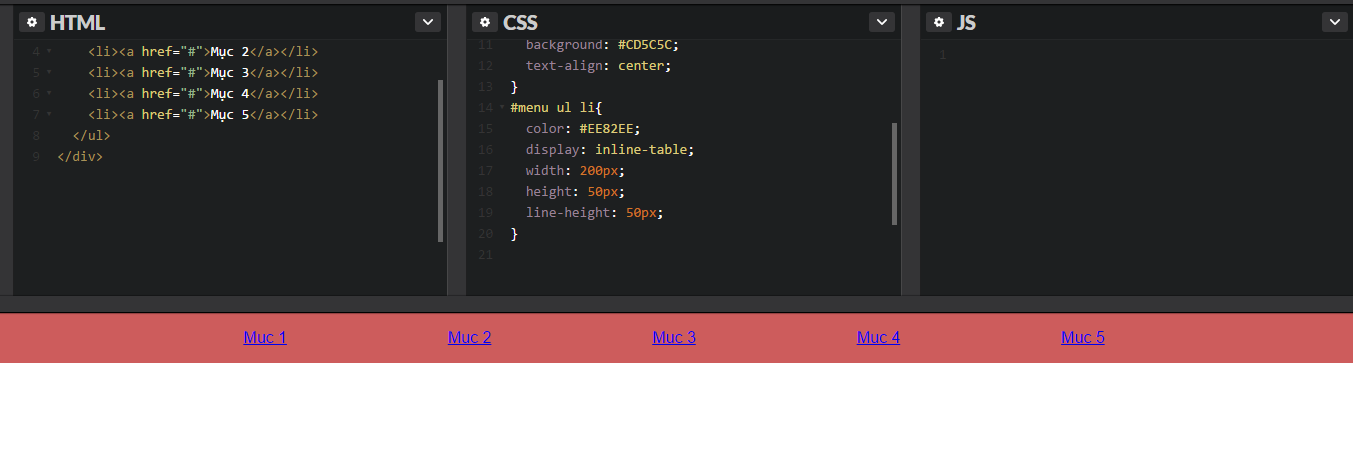 HTML
4 <li><a href="#">Mục 2</a></li>
5 <li><a href="#">Mục 3</a></li>
6 <li><a href="#">Mục 4</a></li>
7 <li><a href="#">Mục 5</a></li>
8 </ul>
9 </div>
CSS
11 background: #CD5C5C;
12 text-align: center;
13 }
14 #menu ul li{
15 color: #EE82EE;
16 display: inline-table;
17 width: 200px;
18 height: 50px;
19 line-height: 50px;
20 }
21
JS
1
Mục 1 Mục 2 Mục 3 Mục 4 Mục 5